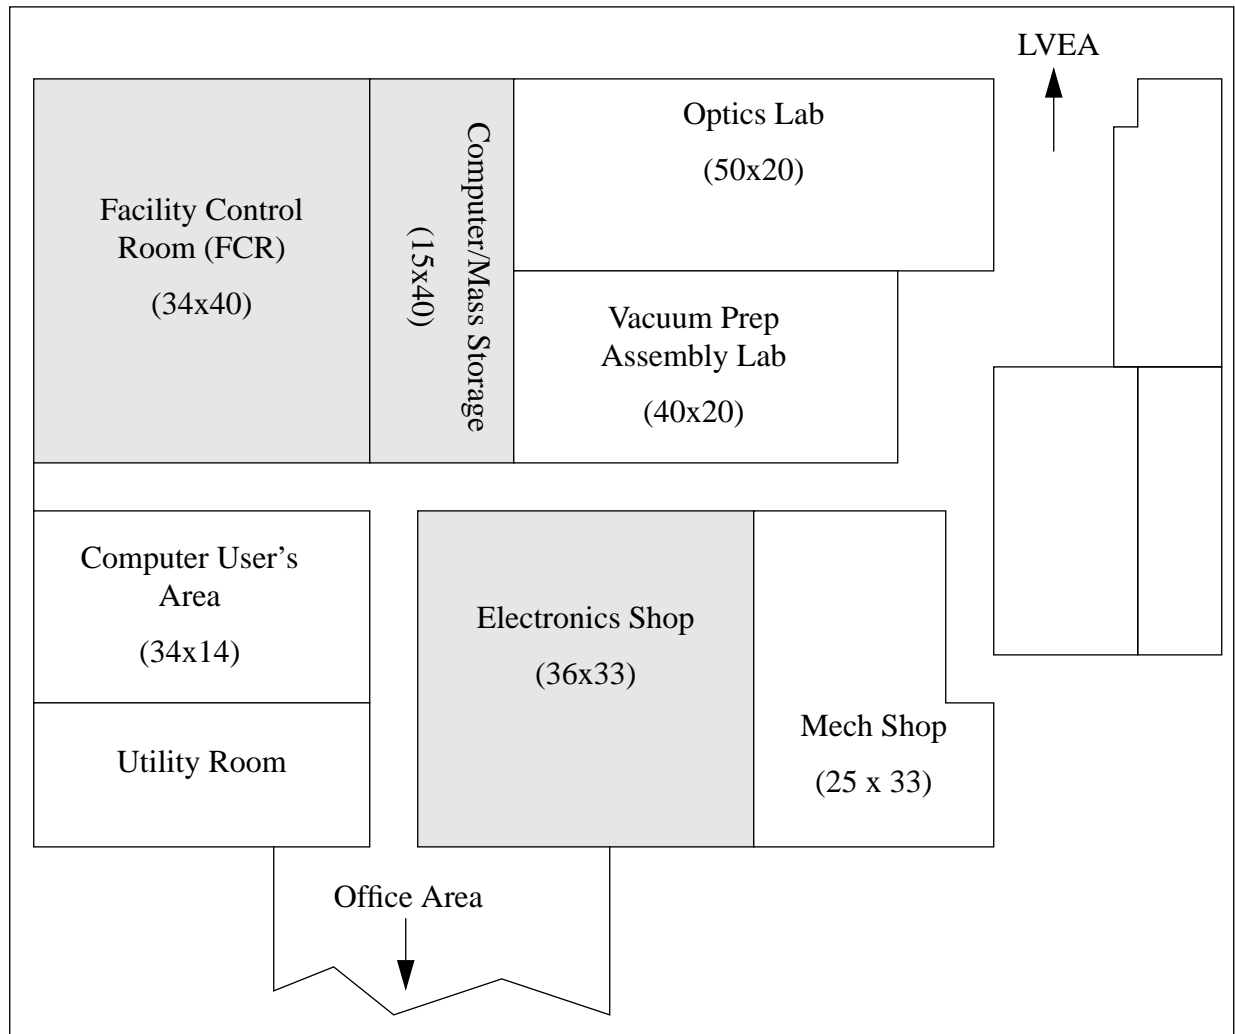 LVEA
Facility Control
Room (FCR)
(34x40)
Computer/Mass Storage
(15x40)
Optics Lab
(50x20)
Vacuum Prep
Assembly Lab
(40x20)
Computer User’s
Area
(34x14)
Utility Room
Electronics Shop
(36x33)
Mech Shop
(25 x 33)
Office Area